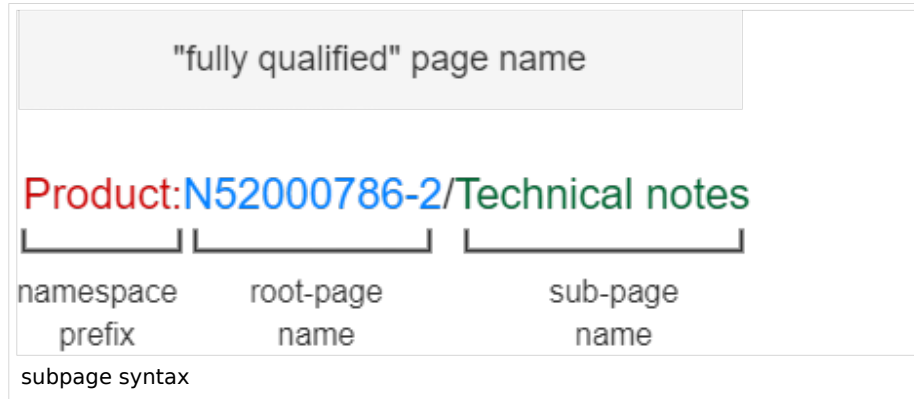 "fully qualified" page name
Product:N52000786-2/Technical notes
namespace root-page sub-page
prefix name name
subpage syntax